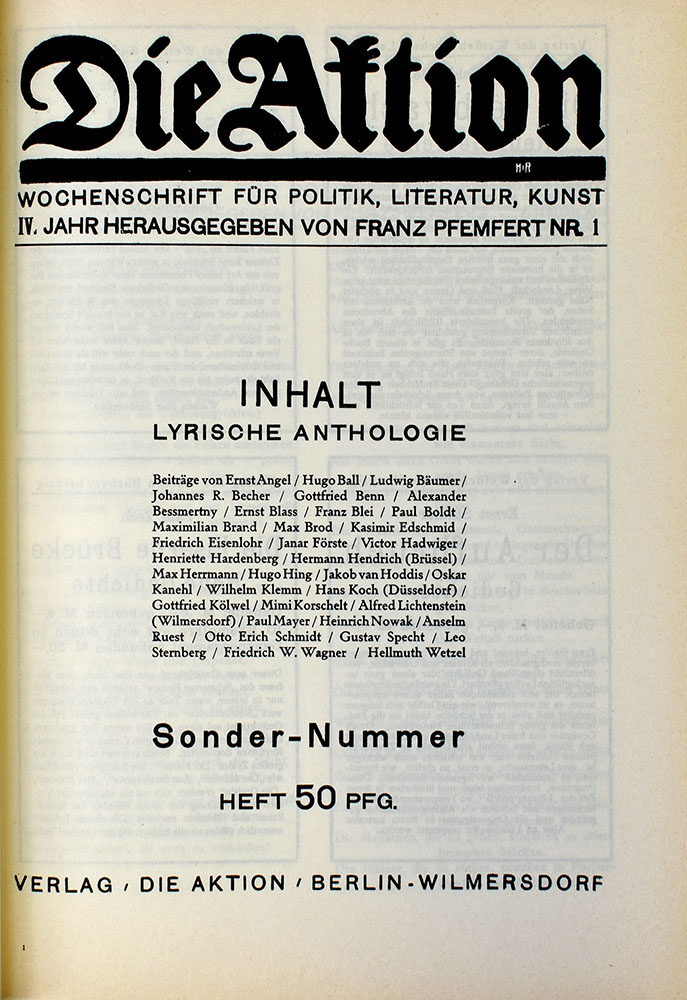 Die Aktion
MR
WOCHENSCHRIFT FÜR POLITIK, LITERATUR, KUNST
IV. JAHR HERAUSGEGEBEN VON FRANZ PFEMFERT NR. 1
INHALT
LYRISCHE ANTHOLOGIE
Beiträge von Ernst Angel / Hugo Ball / Ludwig Bäumer /
Johannes R. Becher / Gottfried Benn / Alexander
Bessmertny / Ernst Blass / Franz Blei / Paul Boldt /
Maximilian Brand / Max Brod / Kasimir Edschmid /
Friedrich Eisenlohr / Janar Förste / Victor Hadwiger /
Henriette Hardenberg / Hermann Hendrich (Brüssel) /
Max Herrmann / Hugo Hing / Jakob van Hoddis / Oskar
Kanehl / Wilhelm Klemm / Hans Koch (Düsseldorf) /
Gottfried Kölwel / Mimi Korschelt / Alfred Lichtenstein
(Wilmersdorf) / Paul Mayer / Heinrich Nowak / Anselm
Ruest / Otto Erich Schmidt / Gustav Specht / Leo
Sternberg / Friedrich W. Wagner / Hellmuth Wetzel
Sonder-Nummer
HEFT 50 PFG.
VERLAG / DIE AKTION / BERLIN-WILMERSDORF
1